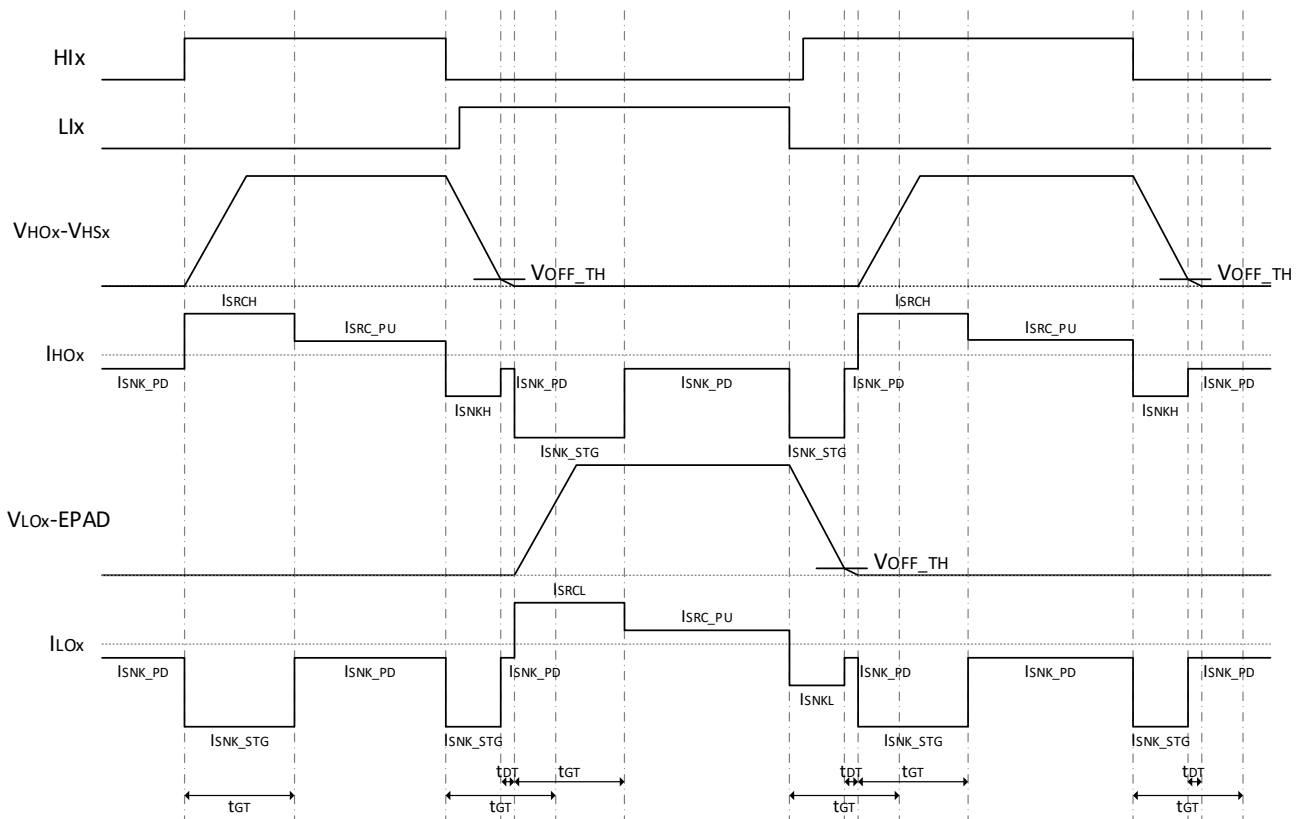 HIx
LIx
VHOx-VHSx
VOFF_TH
VOFF_TH
ISRCH
ISRC_PU
ISRCH
ISRC_PU
IHOx
ISNK_PD
ISNK_PD
ISNK_PD
ISNK_PD
ISNK_PD
ISNKH
ISNKH
ISNK_STG
ISNK_STG
VLOx-EPAD
VOFF_TH
ISRCL
ISRC_PU
ILOx
ISNK_PD
ISNK_PD
ISNK_PD
ISNK_PD
ISNK_PD
ISNK_PD
ISNKL
ISNK_STG
ISNK_STG
ISNK_STG
ISNK_STG
tDT
tGT
tDT
tGT
tDT
tGT
tGT
tGT
tGT